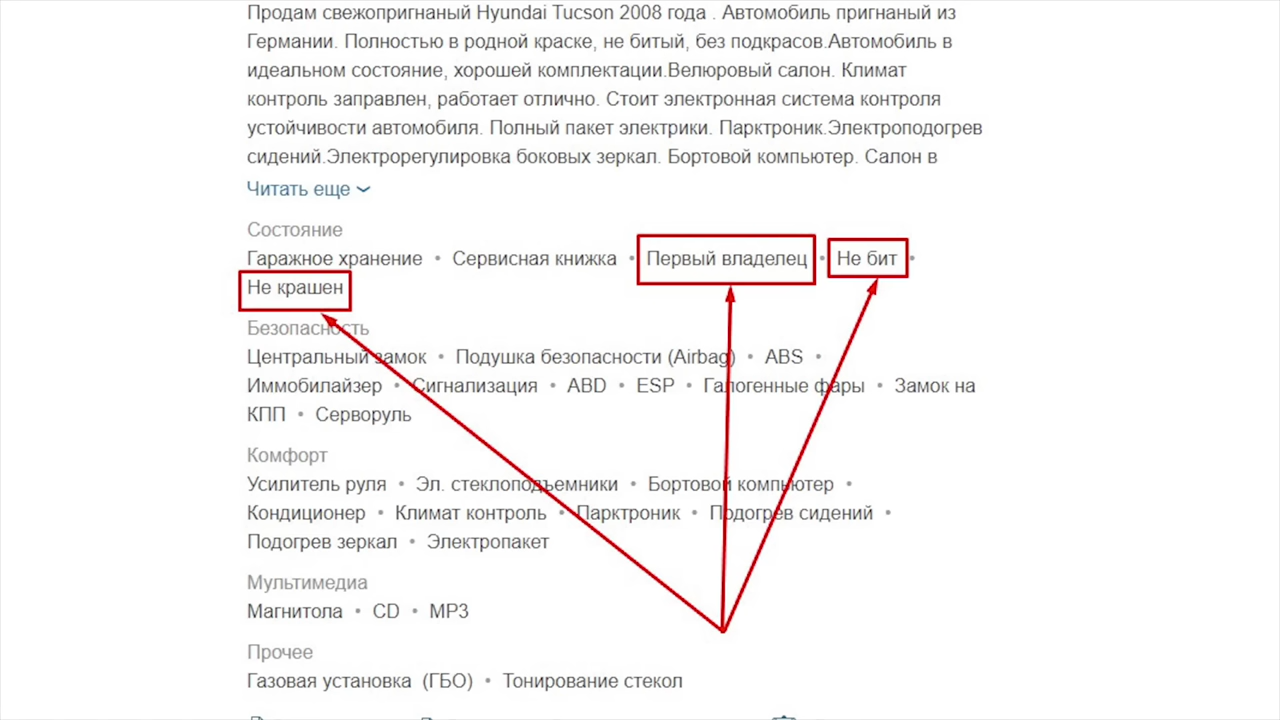 Продам свежопригнаный Hyundai Tucson 2008 года . Автомобиль пригнаный из
Германии. Полностью в родной краске, не битый, без подкрасов.Автомобиль в
идеальном состояние, хорошей комплектации.Велюровый салон. Климат
контроль заправлен, работает отлично. Стоит электронная система контроля
устойчивости автомобиля. Полный пакет электрики. Парктроник.Электроподогрев
сидений.Электрорегулировка боковых зеркал. Бортовой компьютер. Салон в
Читать еще
Состояние
Гаражное хранение • Сервисная книжка • Первый владелец • Не бит •
Не крашен
Безопасность
Центральный замок • Подушка безопасности (Airbag) • ABS •
Иммобилайзер • Сигнализация • ABD • ESP • Галогенные фары • Замок на
КПП • Серворуль
Комфорт
Усилитель руля • Эл. стеклоподъемники • Бортовой компьютер •
Кондиционер • Климат контроль • Парктроник • Подогрев сидений •
Подогрев зеркал • Электропакет
Мультимедиа
Магнитола • CD • MP3
Прочее
Газовая установка (ГБО) • Тонирование стекол